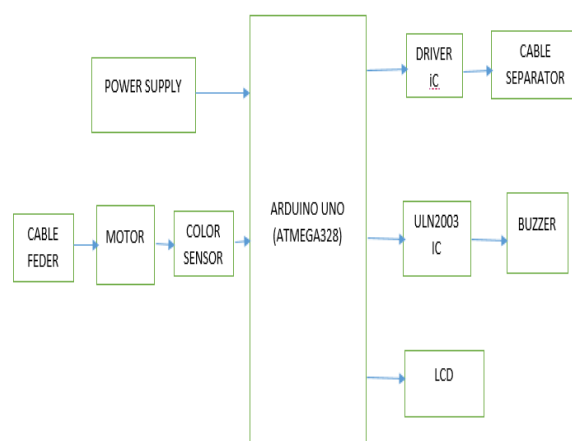 POWER SUPPLY
CABLE
FEDER
MOTOR
COLOR
SENSOR
ARDUINO UNO
(ATMEGA328)
DRIVER
iC
CABLE
SEPARATOR
ULN2003
IC
BUZZER
LCD